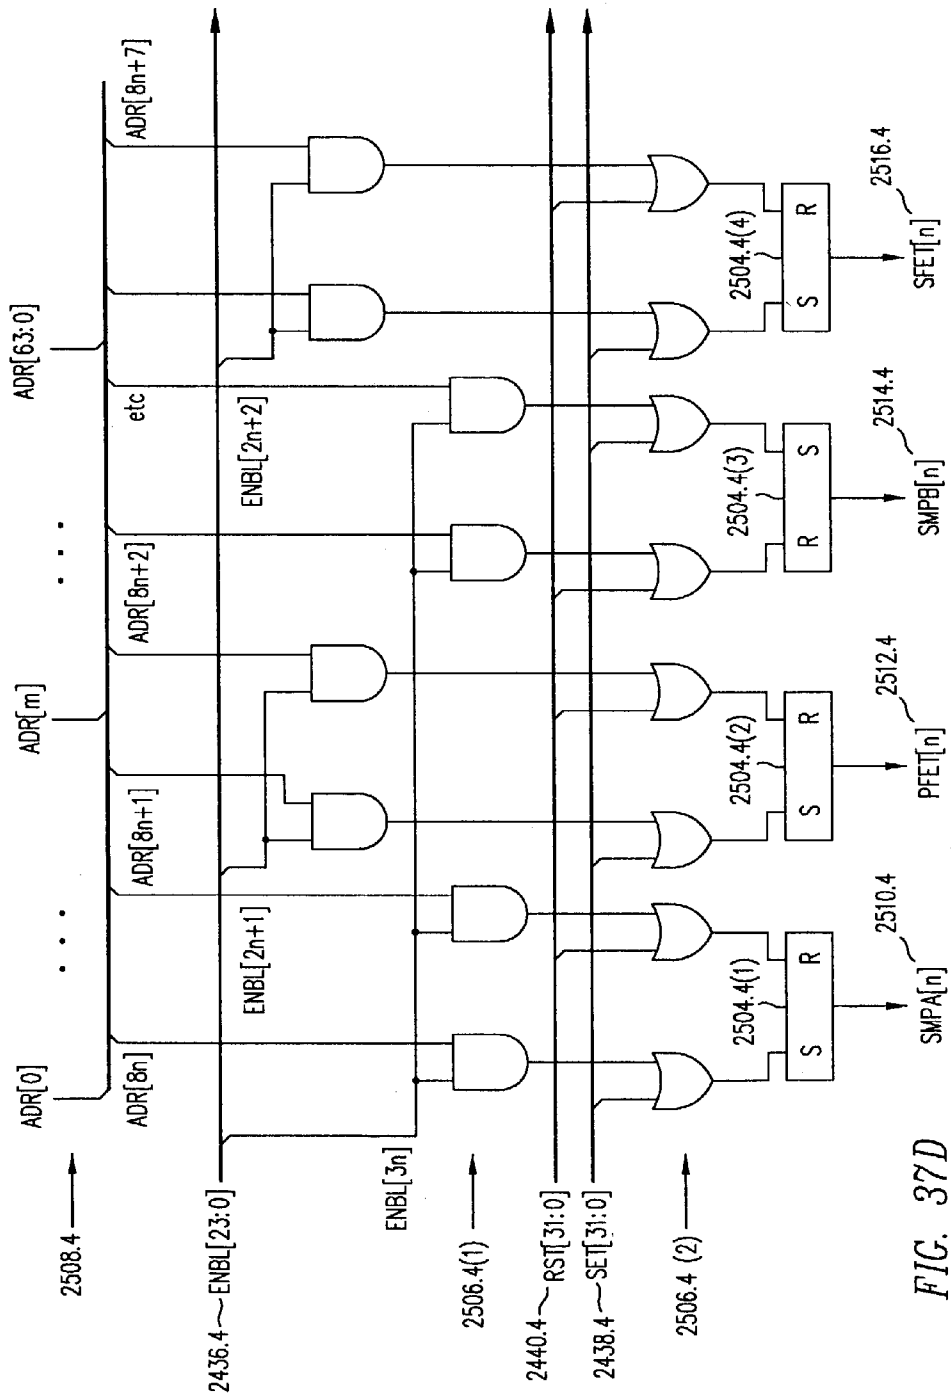 ADR[0]
ADR[m]
ADR[63:0]
2508.4
ADR[8n]
ADR[8n+1]
ADR[8n+2]
etc
ADR[8n+7]
2436.4
ENBL[23:0]
ENBL[2n+1]
ENBL[2n+2]
ENBL[3n]
2506.4(1)
2440.4
RST[31:0]
2438.4
SET[31:0]
2506.4 (2)
2504.4(1)
2504.4(2)
2504.4(3)
2504.4(4)
S R
S R
R S
S R
SMPA[n]
2510.4
PFET[n]
2512.4
SMPB[n]
2514.4
SFET[n]
2516.4
FIG. 37D